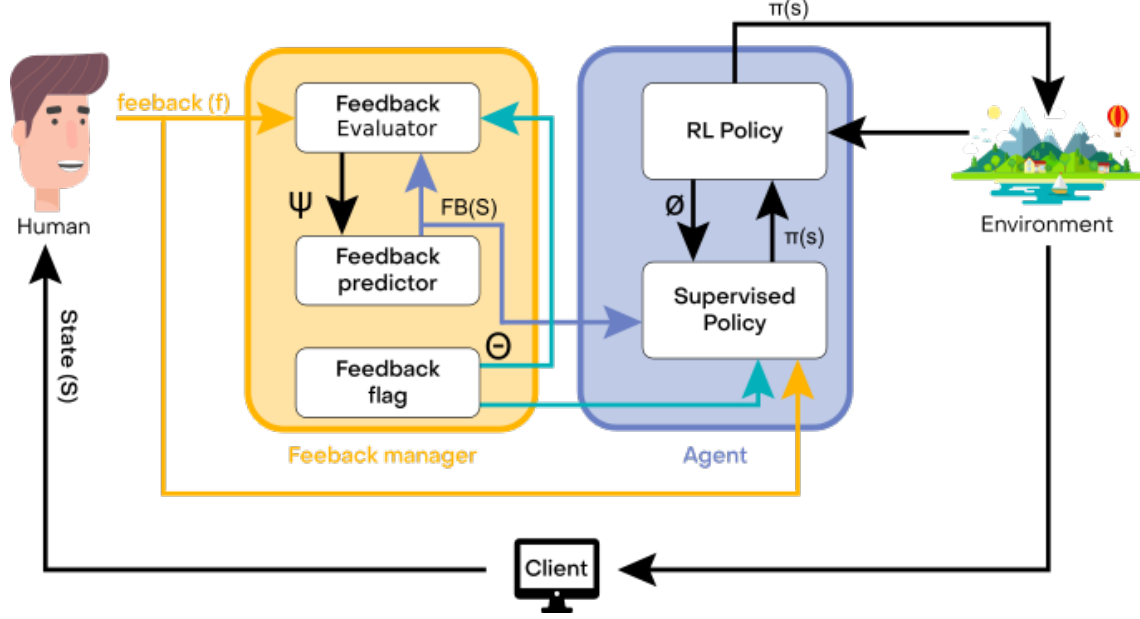 π(s)
feeback (f)
Feedback
Evaluator
RL Policy
Human
Ψ
FB(S)
Ø
π(s)
Environment
Feedback
predictor
Supervised
Policy
State (S)
Θ
Feedback
flag
Feeback manager
Agent
Client